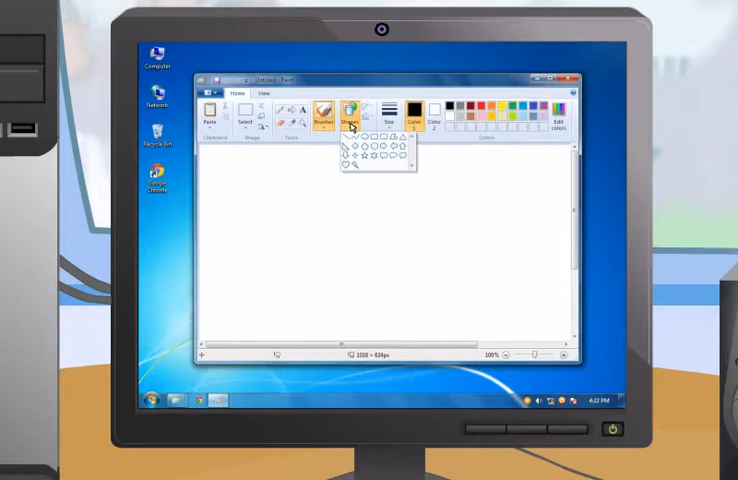 Computer
Network
Recycle Bin
Google
Chrome
Untitled - Paint
Home View
Paste
Select
Brushes
Shapes
Size
Color
1
Color
2
Edit
colors
Clipboard
Image
Tools
Colors
1018 × 624px
100%
4:22 PM